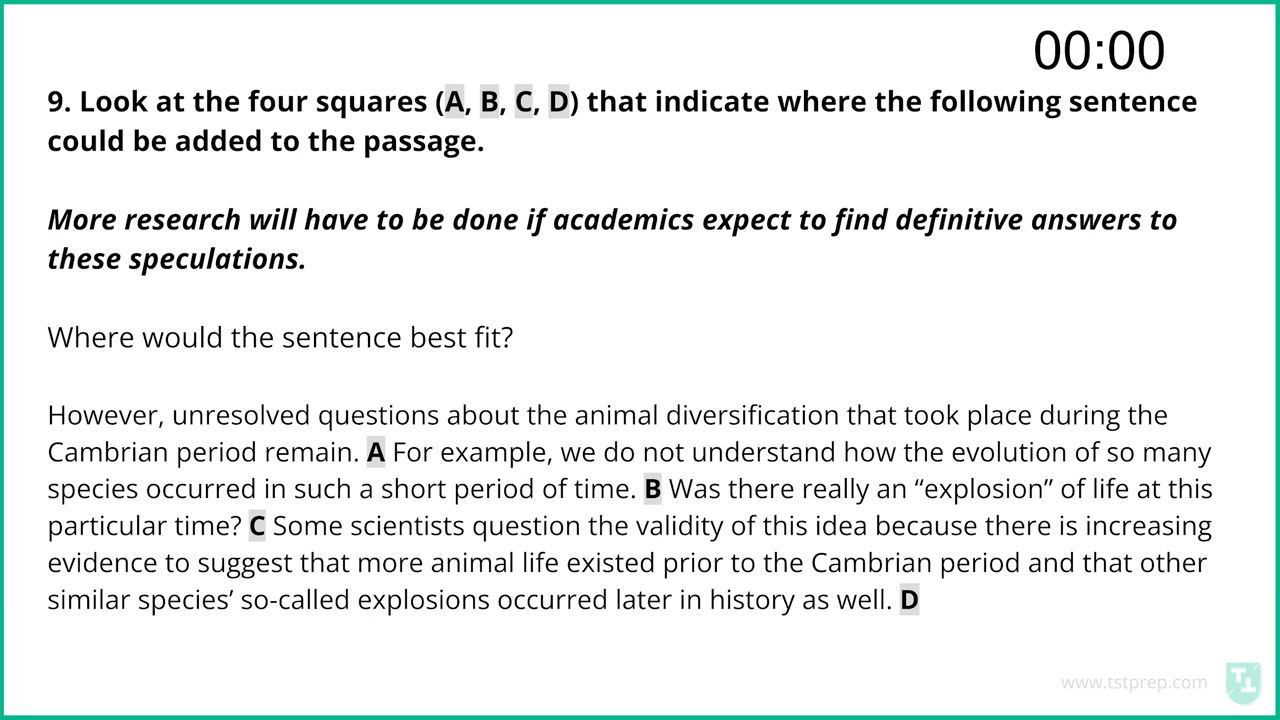 00:00
9. Look at the four squares (A, B, C, D) that indicate where the following sentence
could be added to the passage.
More research will have to be done if academics expect to find definitive answers to
these speculations.
Where would the sentence best fit?
However, unresolved questions about the animal diversification that took place during the
Cambrian period remain. A For example, we do not understand how the evolution of so many
species occurred in such a short period of time. B Was there really an “explosion” of life at this
particular time? C Some scientists question the validity of this idea because there is increasing
evidence to suggest that more animal life existed prior to the Cambrian period and that other
similar species’ so-called explosions occurred later in history as well. D
www.tstprep.com